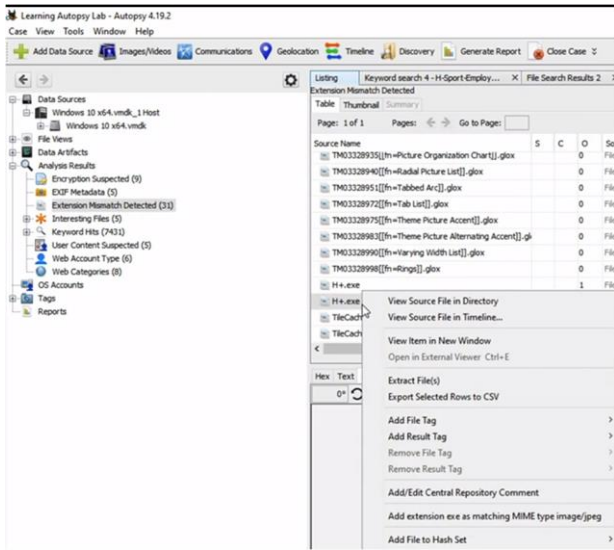 Learning Autopsy Lab - Autopsy 4.19.2
Case View Tools Window Help
Add Data Source Images/Videos Communications Geolocation Timeline Discovery Generate Report Close Case
Listing Keyword search 4 - H-Sport-Employ... X File Search Results 2
Extension Mismatch Detected
Table Thumbnail Summary
Page: 1 of 1 Pages: Go to Page:
Source Name S C O
Data Sources
Windows 10 x64.vmdk_1 Host
Windows 10 x64.vmdk
File Views
Data Artifacts
Analysis Results
Encryption Suspected (9)
EXIF Metadata (5)
Extension Mismatch Detected (31)
Interesting Files (5)
Keyword Hits (7431)
User Content Suspected (5)
Web Account Type (6)
Web Categories (8)
OS Accounts
Tags
Reports
TM03328935[[fn=Picture Organization Chart]].glox 0
TM03328940[[fn=Radial Picture List]].glox 0
TM03328951[[fn=Tabbed Arc]].glox 0
TM03328972[[fn=Tab List]].glox 0
TM03328975[[fn=Theme Picture Accent]].glox 0
TM03328983[[fn=Theme Picture Alternating Accent]].gl 0
TM03328990[[fn=Varying Width List]].glox 0
TM03328998[[fn=Rings]].glox 0
H+.exe 1
H+.exe
TileCach
TileCach
Hex Text
0°
View Source File in Directory
View Source File in Timeline...
View Item in New Window
Open in External Viewer Ctrl+E
Extract File(s)
Export Selected Rows to CSV
Add File Tag
Add Result Tag
Remove File Tag
Remove Result Tag
Add/Edit Central Repository Comment
Add extension exe as matching MIME type image/jpeg
Add File to Hash Set